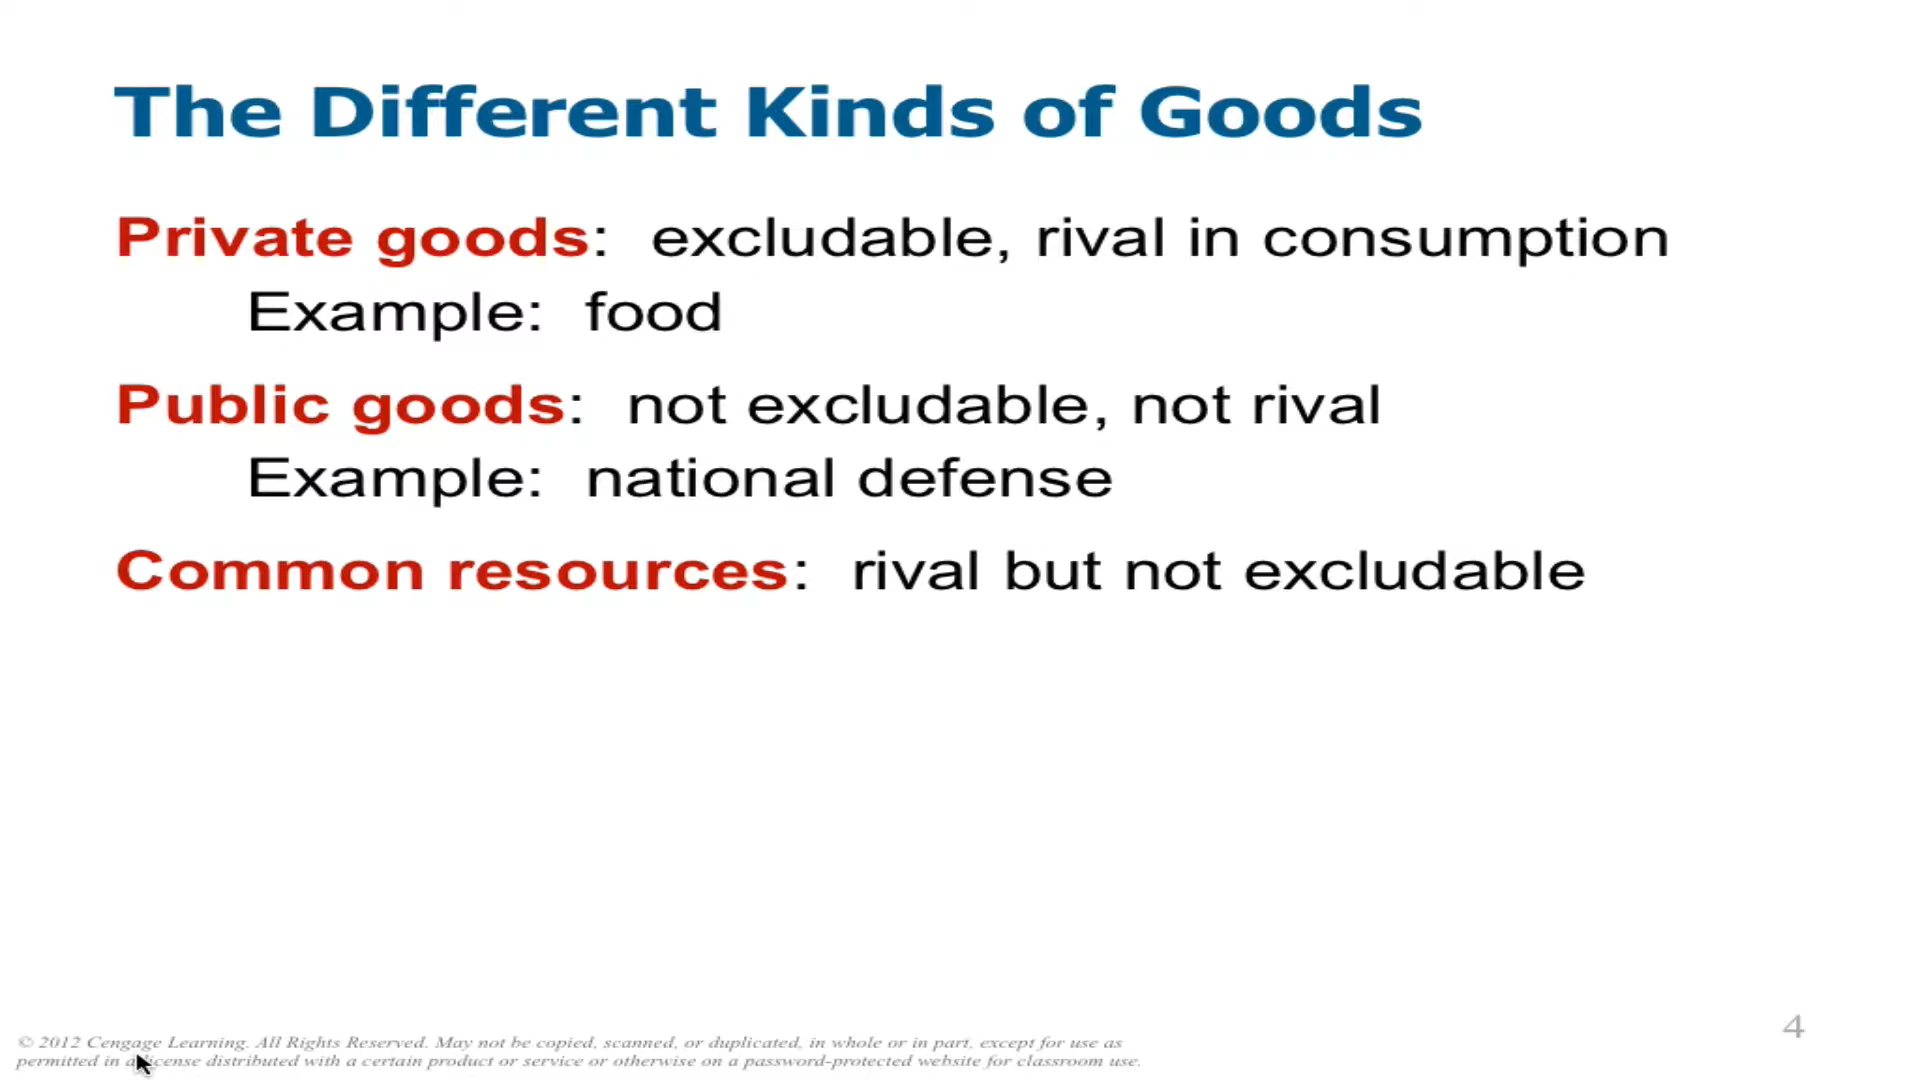 The Different Kinds of Goods
Private goods: excludable, rival in consumption
Example: food
Public goods: not excludable, not rival
Example: national defense
Common resources: rival but not excludable
4
© 2012 Cengage Learning. All Rights Reserved. May not be copied, scanned, or duplicated, in whole or in part, except for use as
permitted in a license distributed with a certain product or service or otherwise on a password-protected website for classroom use.